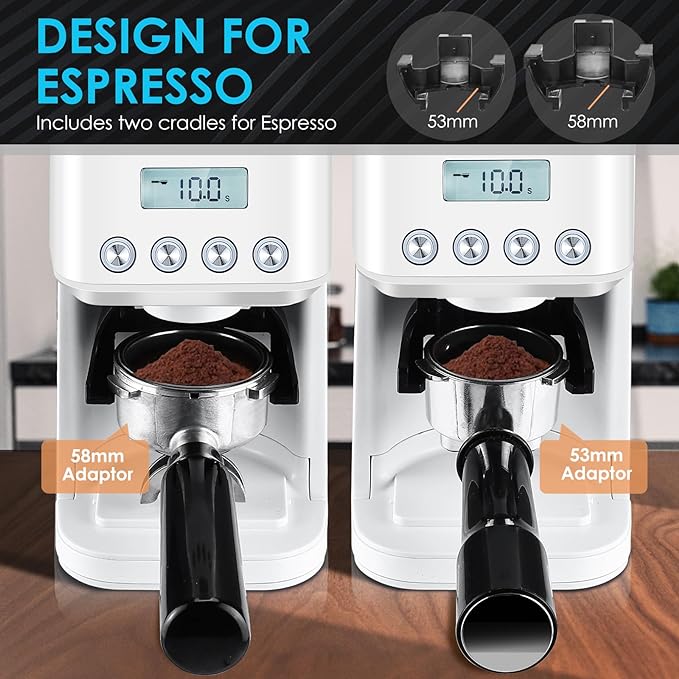 DESIGN FOR
ESPRESSO
Includes two cradles for Espresso
53mm
58mm
10.0 s
10.0 s
58mm
Adaptor
53mm
Adaptor